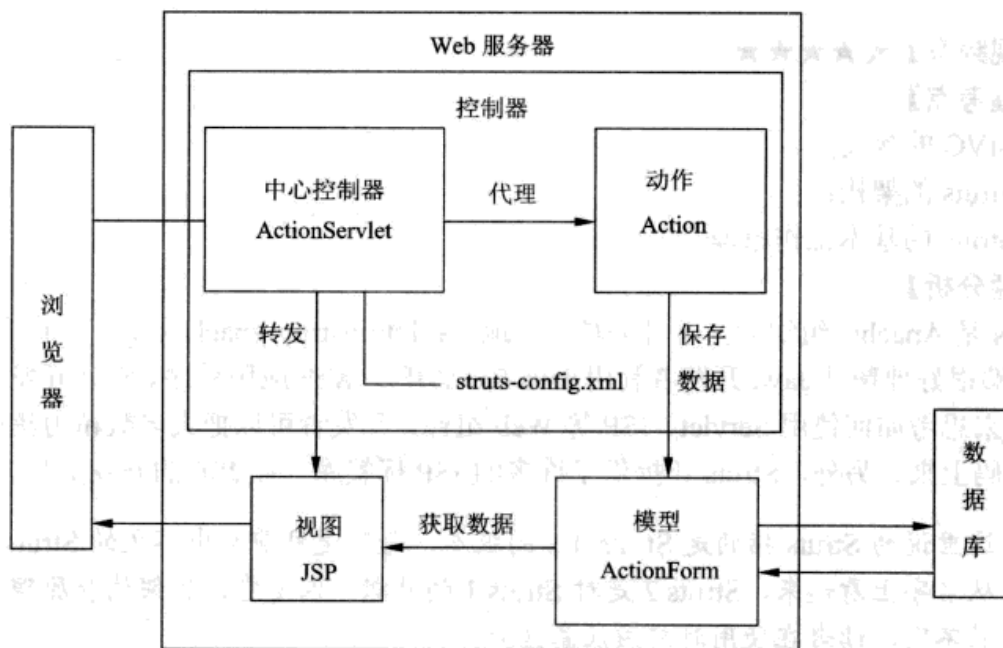 Web 服务器
控制器
中心控制器
ActionServlet
代理
动作
Action
浏览器
转发
struts-config.xml
保存
数据
视图
JSP
获取数据
模型
ActionForm
数据库